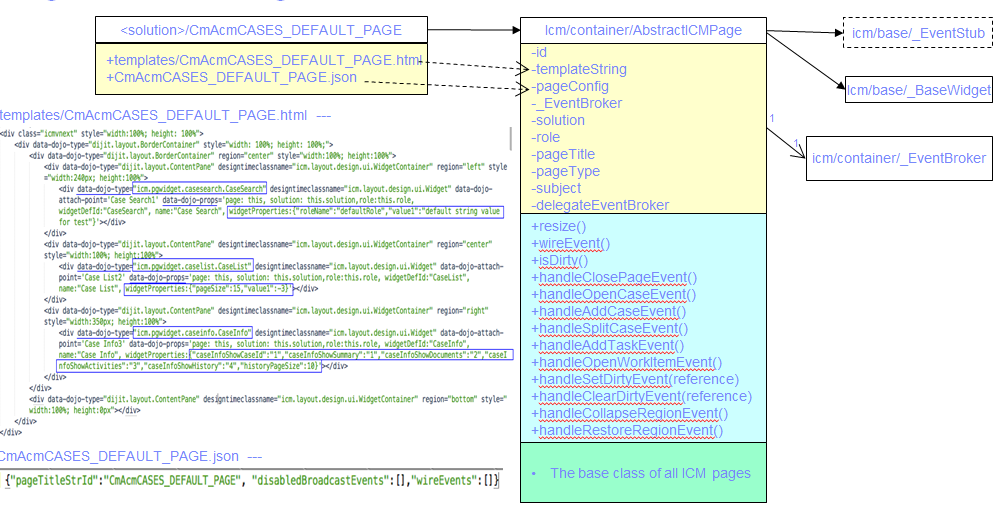 <solution>/CmAcmCASES_DEFAULT_PAGE
+templates/CmAcmCASES_DEFAULT_PAGE.html
+CmAcmCASES_DEFAULT_PAGE.json
Icm/container/AbstractICMPage
-id
-templateString
-pageConfig
-_EventBroker
-solution
-role
-pageTitle
-pageType
-subject
-delegateEventBroker
+resize()
+wireEvent()
+isDirty()
+handleClosePageEvent()
+handleOpenCaseEvent()
+handleAddCaseEvent()
+handleSplitCaseEvent()
+handleAddTaskEvent()
+handleOpenWorkItemEvent()
+handleSetDirtyEvent(reference)
+handleClearDirtyEvent(reference)
+handleCollapseRegionEvent()
+handleRestoreRegionEvent()
• The base class of all ICM pages
icm/base/_EventStub
Icm/base/_BaseWidget
1
1
icm/container/_EventBroker
templates/CmAcmCASES_DEFAULT_PAGE.html ---
<div class="icmvnext" style="width:100%; height: 100%">
<div data-dojo-type="dijit.layout.BorderContainer" style="width: 100%; height: 100%;">
<div data-dojo-type="dijit.layout.BorderContainer" region="center" style="width:100%; height:100%">
<div data-dojo-type="dijit.layout.ContentPane" designtimeclassname="icm.layout.design.ui.WidgetContainer" region="left" style
="width:240px; height:100%">
<div data-dojo-type="icm.pgwidget.casesearch.CaseSearch" designtimeclassname="icm.layout.design.ui.Widget" data-dojo-
attach-point='Case Search1' data-dojo-props='page: this, solution: this.solution,role:this.role,
widgetDefId:"CaseSearch", name:"Case Search", widgetProperties:{"roleName":"defaultRole","value1":"default string value
for test"}'></div>
</div>
<div data-dojo-type="dijit.layout.ContentPane" designtimeclassname="icm.layout.design.ui.WidgetContainer" region="center"
style="width:100%; height:100%">
<div data-dojo-type="icm.pgwidget.caselist.CaseList" designtimeclassname="icm.layout.design.ui.Widget" data-dojo-attach-
point='Case List2' data-dojo-props='page: this, solution: this.solution,role:this.role, widgetDefId:"CaseList",
name:"Case List", widgetProperties:{"pageSize":15,"value1":-3}'></div>
</div>
<div data-dojo-type="dijit.layout.ContentPane" designtimeclassname="icm.layout.design.ui.WidgetContainer" region="right"
style="width:350px; height:100%">
<div data-dojo-type="icm.pgwidget.caseinfo.CaseInfo" designtimeclassname="icm.layout.design.ui.Widget" data-dojo-attach-
point='Case Info3' data-dojo-props='page: this, solution: this.solution,role:this.role, widgetDefId:"CaseInfo",
name:"Case Info", widgetProperties:{"caseInfoShowCaseId":"1","caseInfoShowSummary":"1","caseInfoShowDocuments":"2","caseI
nfoShowActivities":"3","caseInfoShowHistory":"4","historyPageSize":10}'></div>
</div>
</div>
<div data-dojo-type="dijit.layout.ContentPane" designtimeclassname="icm.layout.design.ui.WidgetContainer" region="bottom" style="
width:100%; height:0px"></div>
</div>
</div>
CmAcmCASES_DEFAULT_PAGE.json ---
{"pageTitleStrId":"CmAcmCASES_DEFAULT_PAGE", "disabledBroadcastEvents":[],"wireEvents":[]}